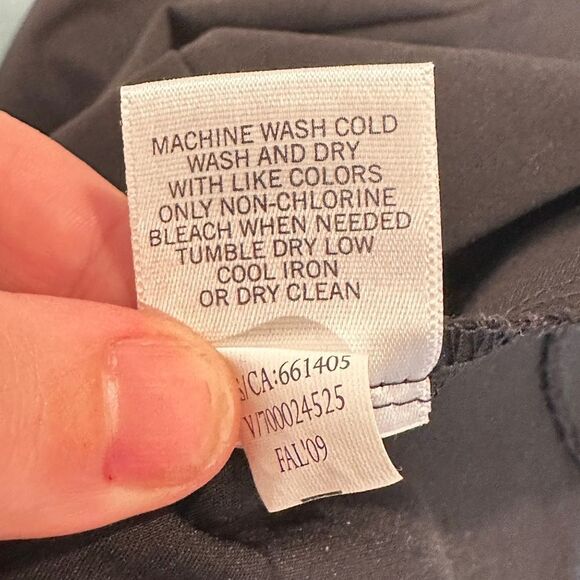 MACHINE WASH COLD
WASH AND DRY
WITH LIKE COLORS
ONLY NON-CHLORINE
BLEACH WHEN NEEDED
TUMBLE DRY LOW
COOL IRON
OR DRY CLEAN
/CA:661405
V/700024525
FAL'09